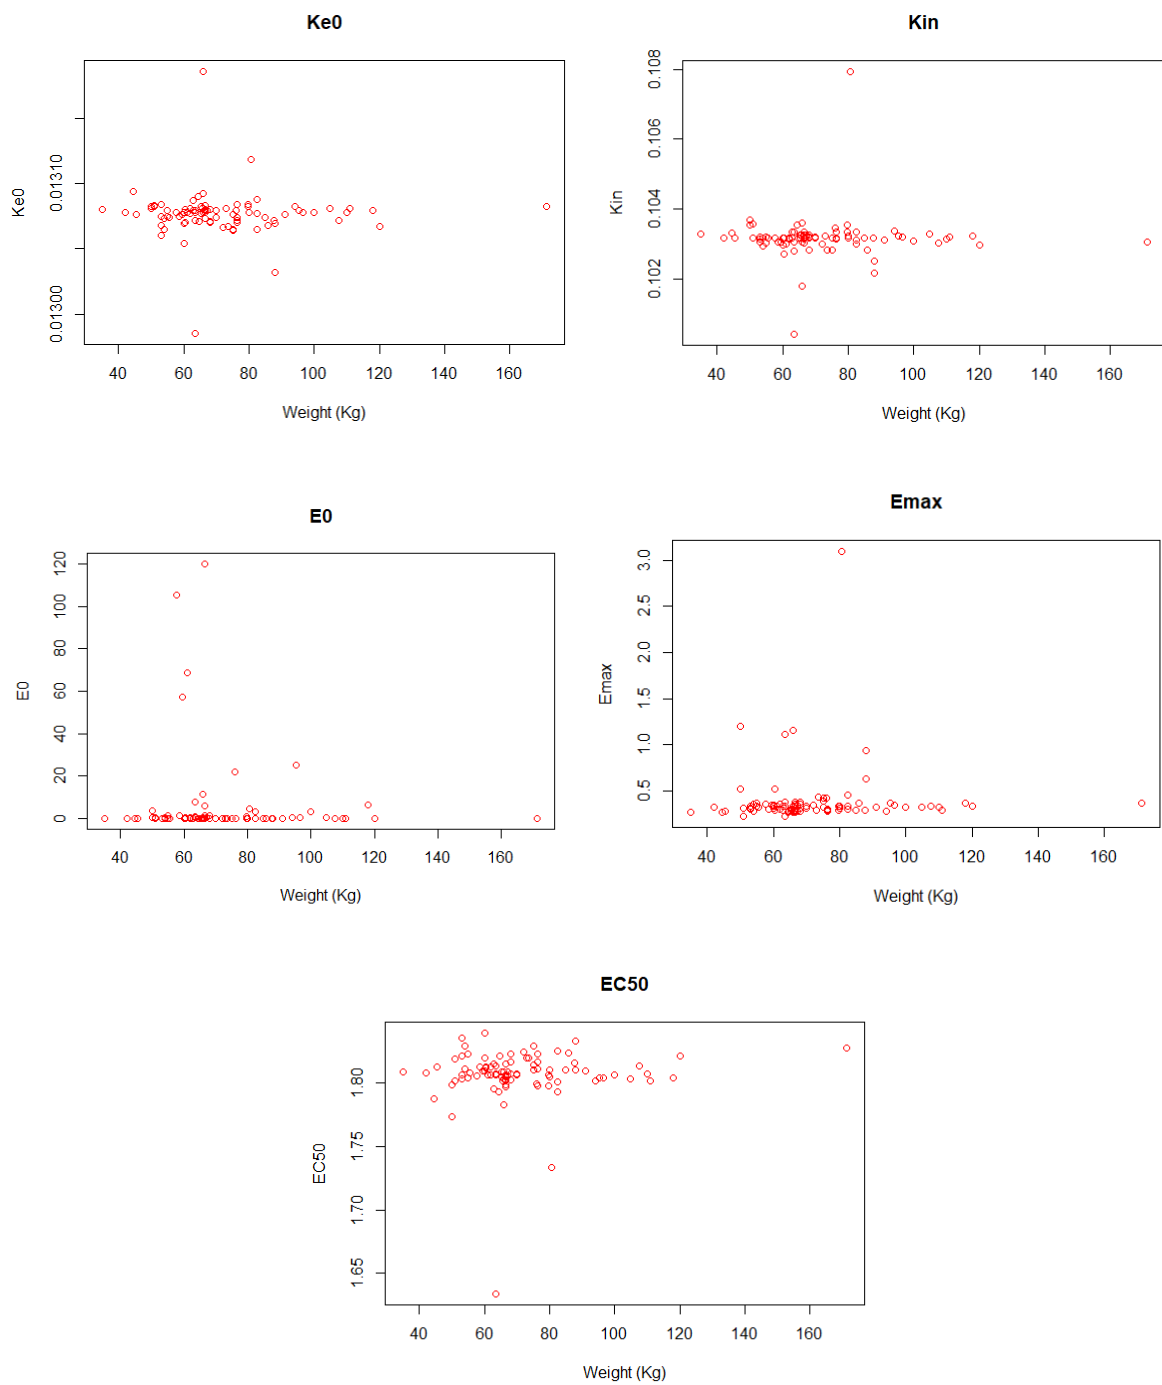 Ke0
Kin
Ke0
0.01300
0.01310
40 60 80 100 120 140 160
Weight (Kg)
Kin
0.102 0.104 0.106 0.108
40 60 80 100 120 140 160
Weight (Kg)
E0
Emax
E0
0 20 40 60 80 100 120
40 60 80 100 120 140 160
Weight (Kg)
Emax
0.5 1.0 1.5 2.0 2.5 3.0
40 60 80 100 120 140 160
Weight (Kg)
EC50
EC50
1.65 1.70 1.75 1.80
40 60 80 100 120 140 160
Weight (Kg)